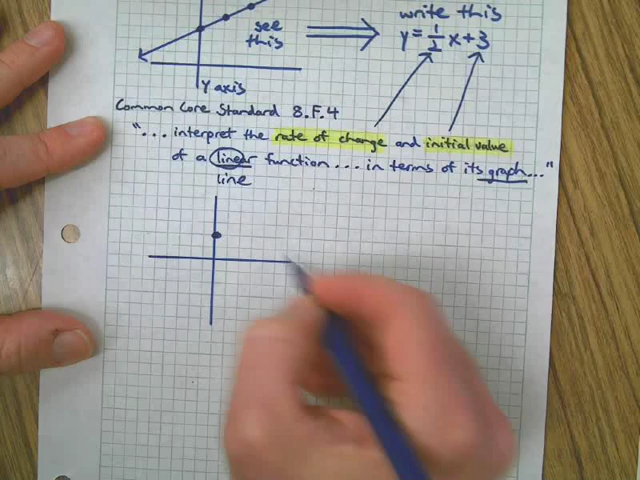 see
this
write this
y = 1/2 x + 3
y axis
Common Core Standard 8.F.4
"... interpret the rate of change and initial value
of a linear function... in terms of its graph..."
line